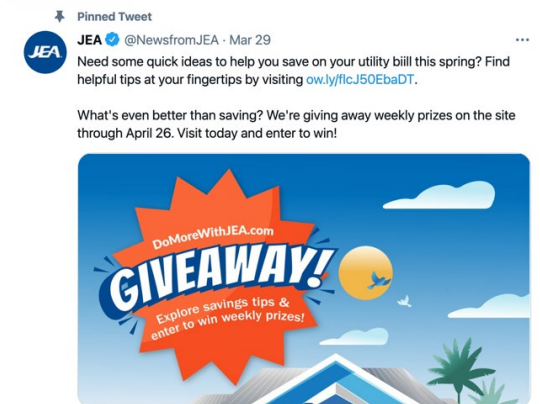 Pinned Tweet
JEA @NewsfromJEA · Mar 29
JEA
Need some quick ideas to help you save on your utility biill this spring? Find
helpful tips at your fingertips by visiting ow.ly/flcJ50EbaDT.
What's even better than saving? We're giving away weekly prizes on the site
through April 26. Visit today and enter to win!
DoMoreWithJEA.com
GIVEAWAY!
Explore savings tips &
enter to win weekly prizes!